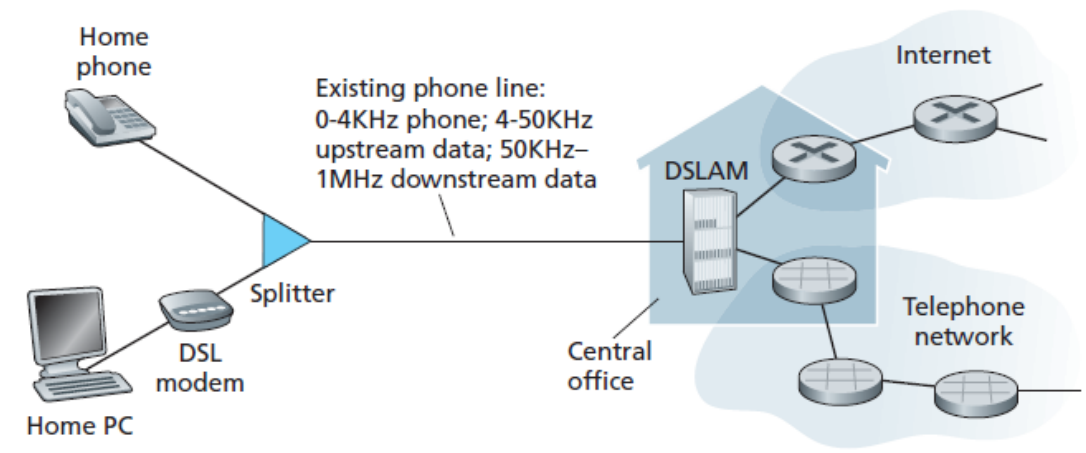 Home
phone
Existing phone line:
0-4KHz phone; 4-50KHz
upstream data; 50KHz–
1MHz downstream data
Internet
DSLAM
Splitter
DSL
modem
Home PC
Central
office
Telephone
network